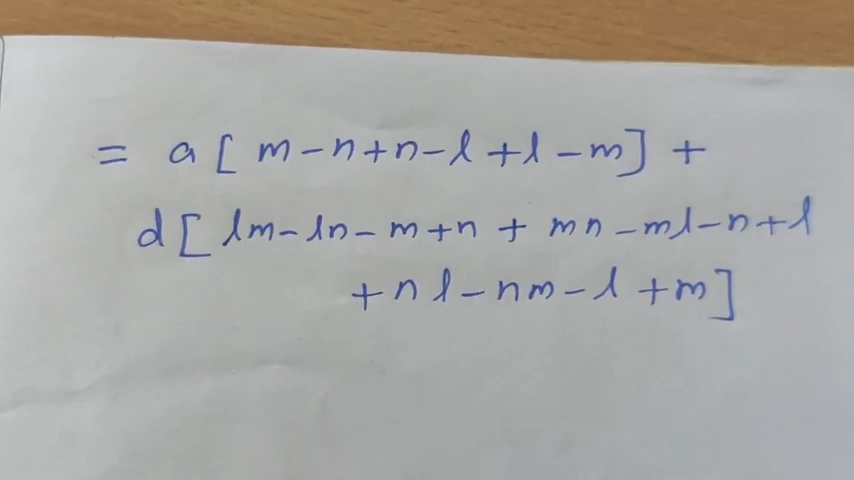 = a [ m - n + n - l + l - m ] +
d [ lm - ln - m + n + mn - ml - n + l
+ nl - nm - l + m ]